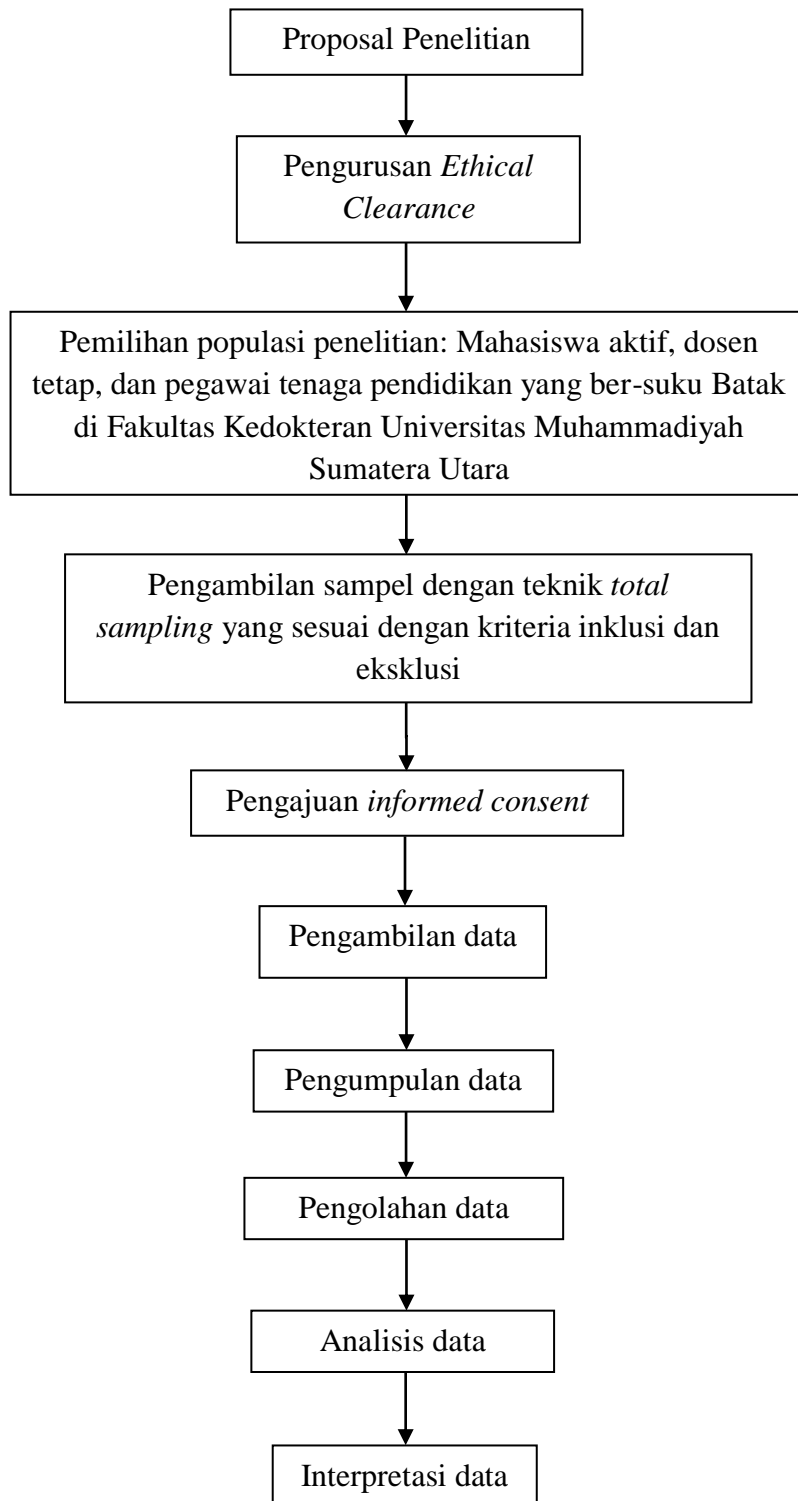 Proposal Penelitian
Pengurusan Ethical
Clearance
Pemilihan populasi penelitian: Mahasiswa aktif, dosen
tetap, dan pegawai tenaga pendidikan yang ber-suku Batak
di Fakultas Kedokteran Universitas Muhammadiyah
Sumatera Utara
Pengambilan sampel dengan teknik total
sampling yang sesuai dengan kriteria inklusi dan
eksklusi
Pengajuan informed consent
Pengambilan data
Pengumpulan data
Pengolahan data
Analisis data
Interpretasi data